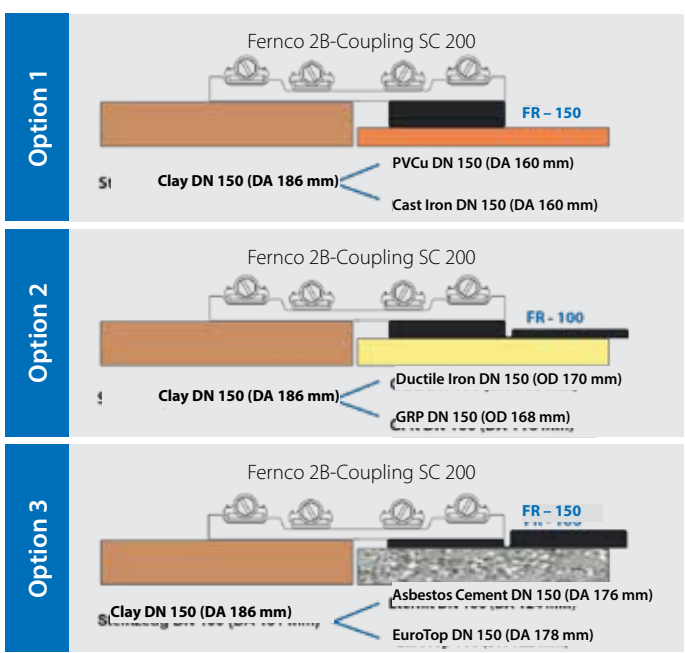 Option 1
Fernco 2B-Coupling SC 200
FR – 150
Clay DN 150 (DA 186 mm)
PVCu DN 150 (DA 160 mm)
Cast Iron DN 150 (DA 160 mm)
Option 2
Fernco 2B-Coupling SC 200
FR - 100
Clay DN 150 (DA 186 mm)
Ductile Iron DN 150 (OD 170 mm)
GRP DN 150 (OD 168 mm)
Option 3
Fernco 2B-Coupling SC 200
FR – 150
Clay DN 150 (DA 186 mm)
Asbestos Cement DN 150 (DA 176 mm)
EuroTop DN 150 (DA 178 mm)